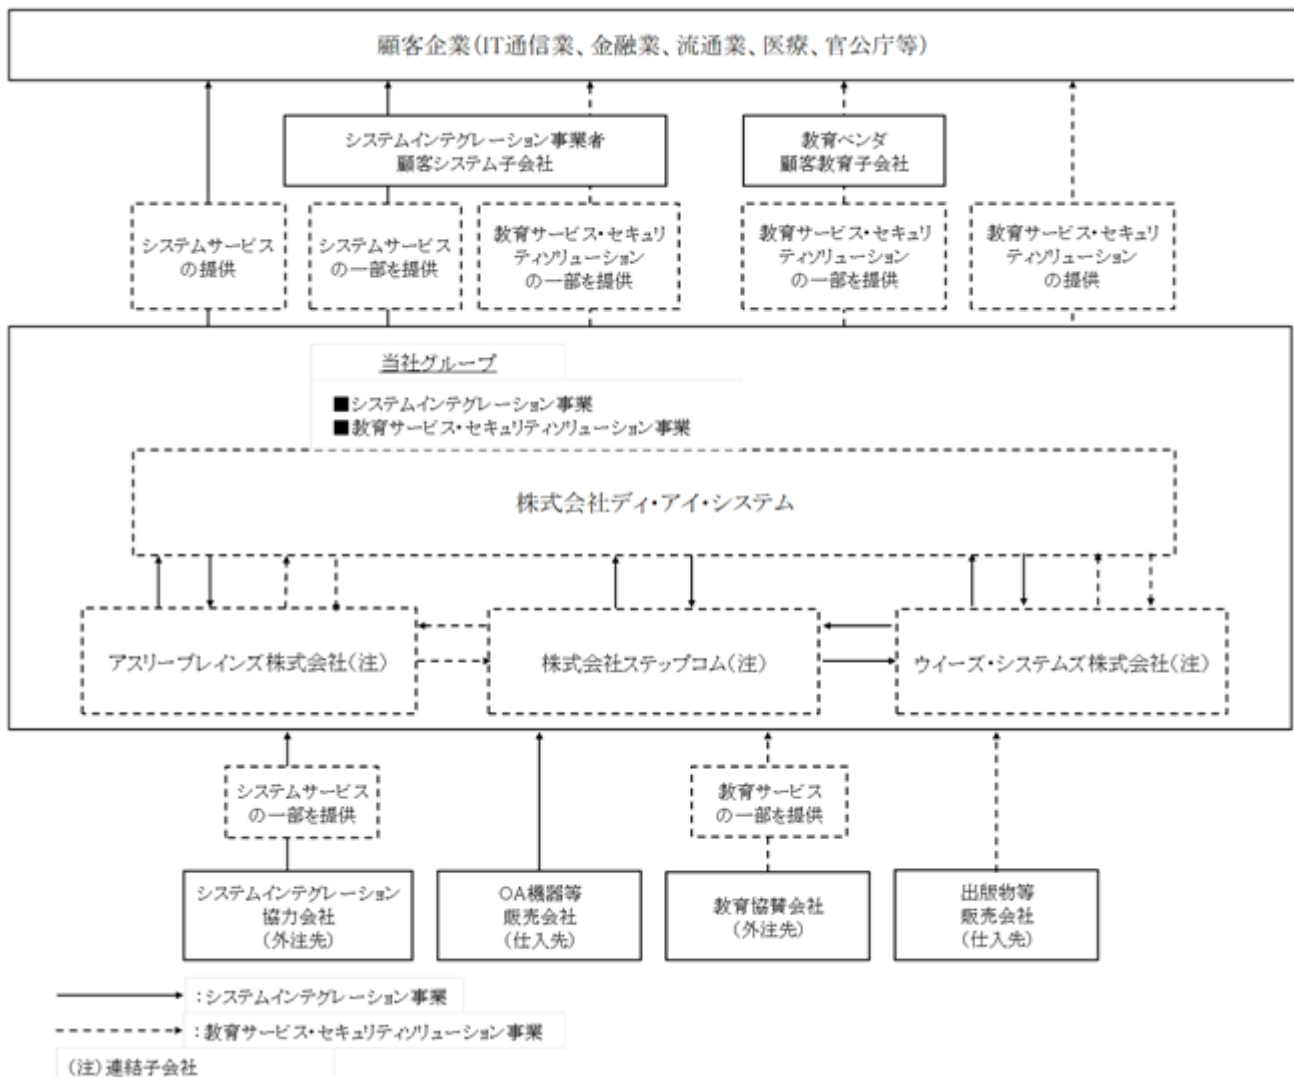 顧客企業(IT通信業、金融業、流通業、医療、官公庁等)
システムインテグレーション事業者
顧客システム子会社
教育ベンダ
顧客教育子会社
システムサービス
の提供
システムサービス
の一部を提供
教育サービス・セキュリ
ティソリューション
の一部を提供
教育サービス・セキュリ
ティソリューション
の一部を提供
教育サービス・セキュリ
ティソリューション
の提供
当社グループ
■システムインテグレーション事業
■教育サービス・セキュリティソリューション事業
株式会社ディ・アイ・システム
アスリーブレインズ株式会社(注)
株式会社ステップコム(注)
ウイーズ・システムズ株式会社(注)
システムサービス
の一部を提供
教育サービス
の一部を提供
システムインテグレーション
協力会社
(外注先)
OA機器等
販売会社
(仕入先)
教育協賛会社
(外注先)
出版物等
販売会社
(仕入先)
:システムインテグレーション事業
:教育サービス・セキュリティソリューション事業
(注)連結子会社